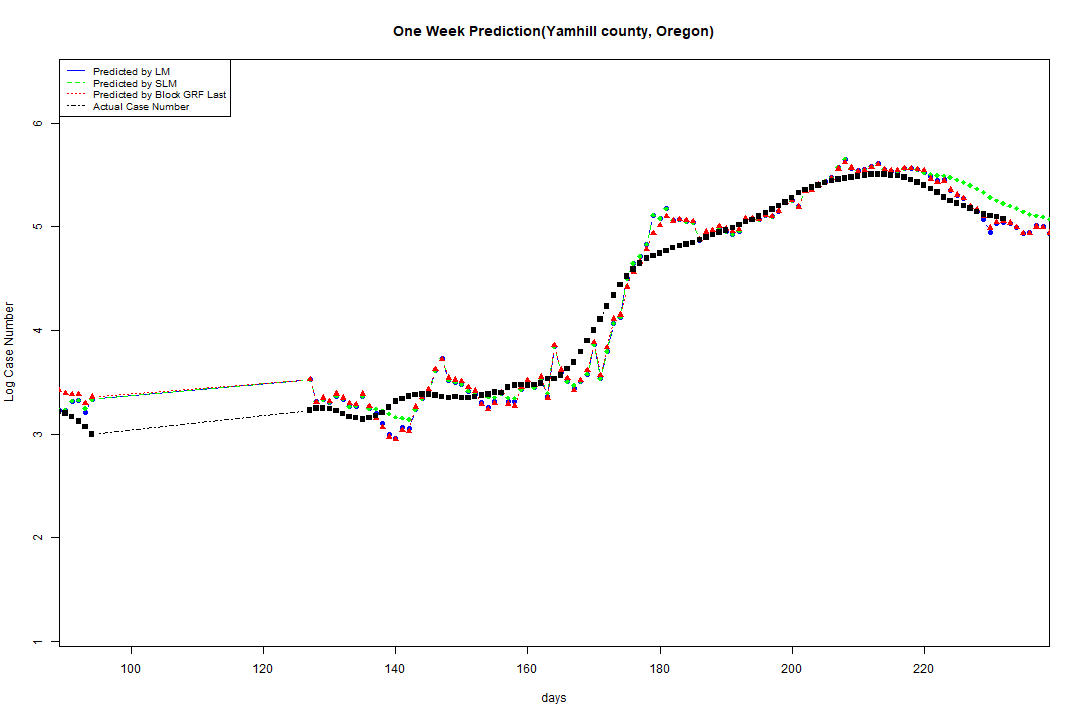 One Week Prediction(Yamhill county, Oregon)
Predicted by LM
Predicted by SLM
Predicted by Block GRF Last
Actual Case Number
6
5
4
3
2
1
Log Case Number
100 120 140 160 180 200 220
days